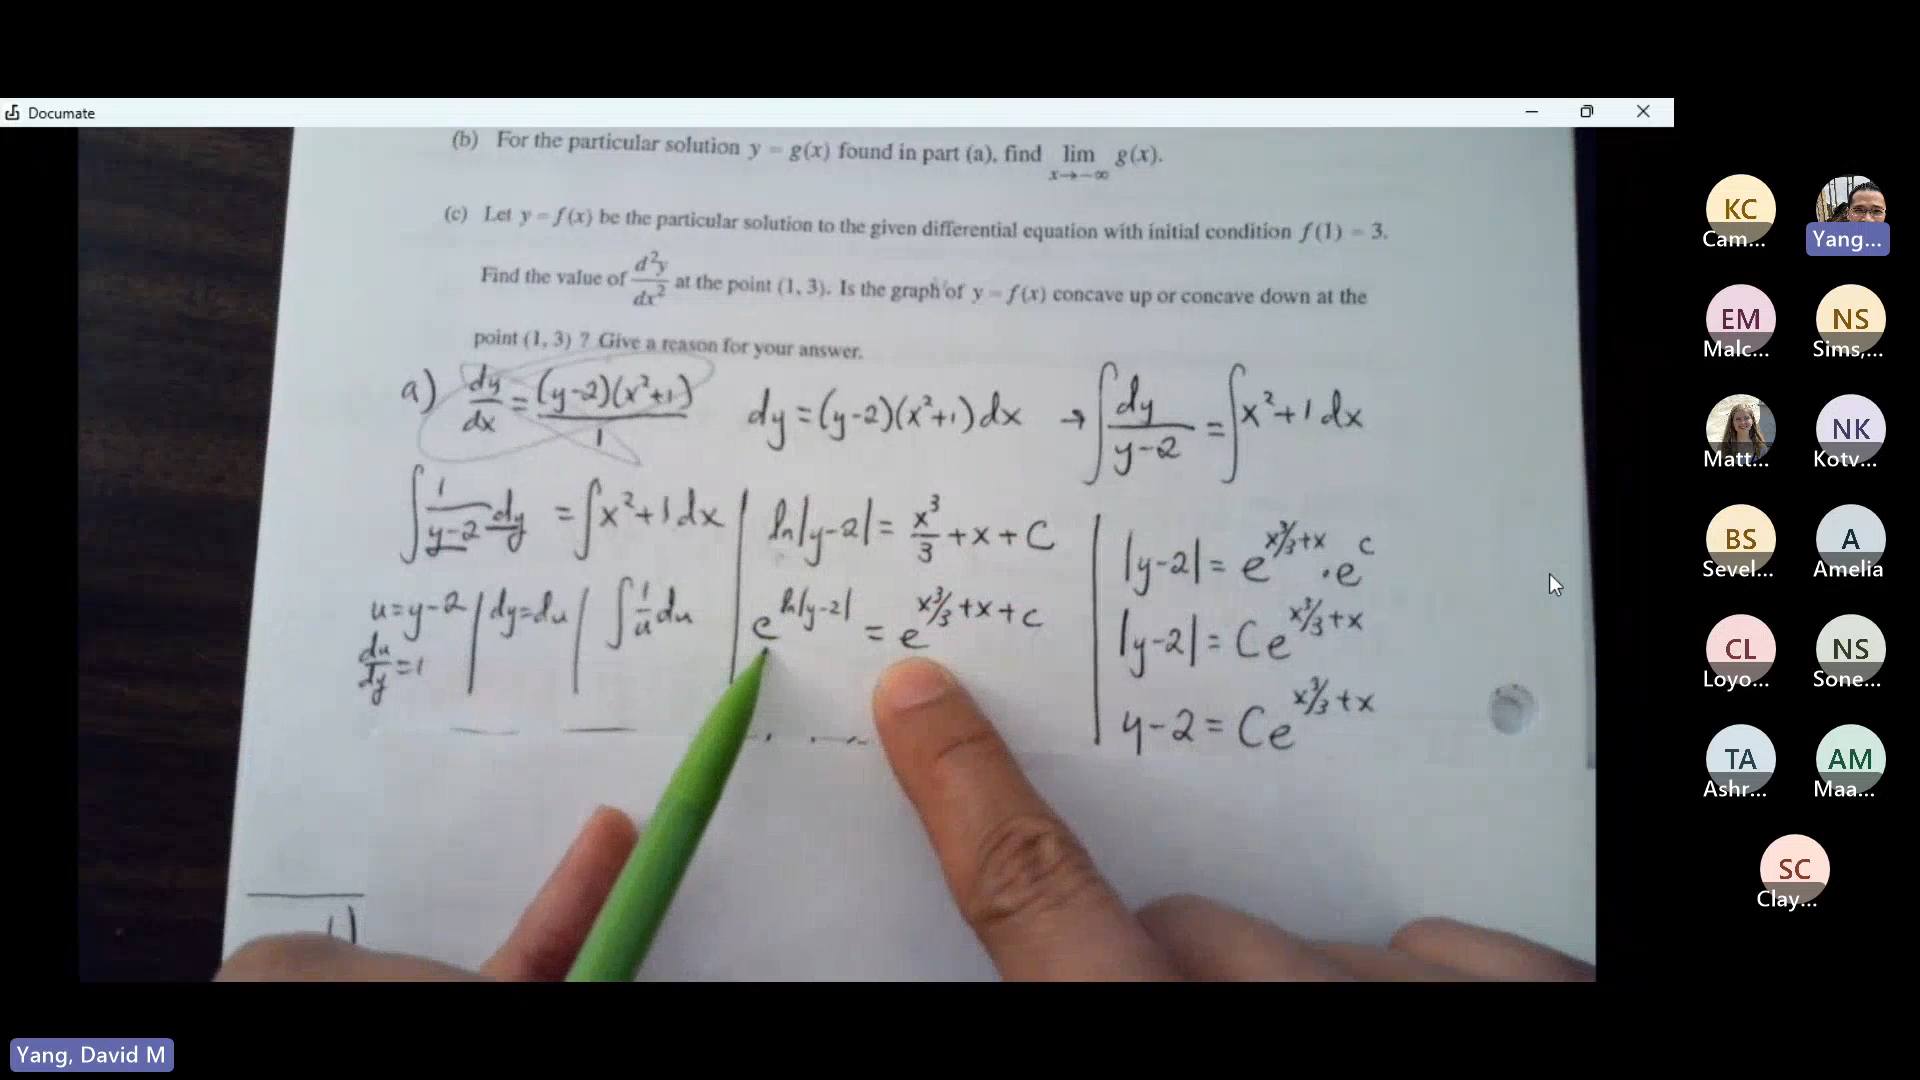 Documate
(b) For the particular solution y = g(x) found in part (a), find lim x→−∞ g(x).
(c) Let y = f(x) be the particular solution to the given differential equation with initial condition f(1) = 3.
Find the value of d²y/dx² at the point (1, 3). Is the graph of y = f(x) concave up or concave down at the
point (1, 3) ? Give a reason for your answer.
a) dy/dx = (y-2)(x²+1)/1
dy = (y-2)(x²+1)dx → ∫ dy/(y-2) = ∫x²+1 dx
∫ 1/(y-2) dy = ∫x²+1 dx
u=y-2 | dy=du | ∫ 1/u du
du/dy = 1
ln|y-2| = x³/3 + x + C
e^(ln|y-2|) = e^(x³/3+x+c)
|y-2| = e^(x³/3+x) · e^c
|y-2| = Ce^(x³/3+x)
y-2 = Ce^(x³/3+x)
KC
Cam...
Yang...
EM
Malc...
NS
Sims,...
Matt...
NK
Kotv...
BS
Sevel...
A
Amelia
CL
Loyo...
NS
Sone...
TA
Ashr...
AM
Maa...
SC
Clay...
Yang, David M